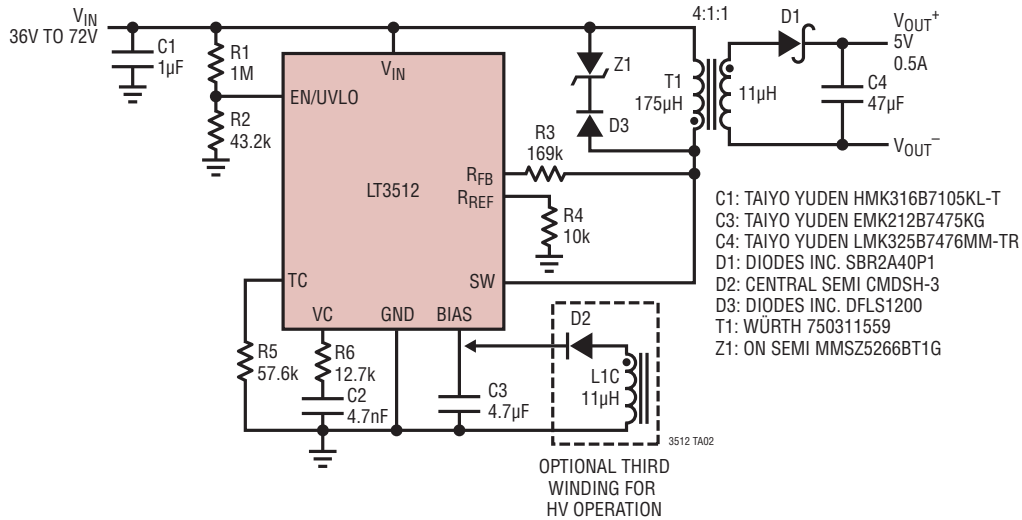 VIN
36V TO 72V
C1
1µF
R1
1M
R2
43.2k
VIN
EN/UVLO
LT3512
RFB
RREF
SW
TC
VC
GND
BIAS
Z1
D3
R3
169k
R4
10k
4:1:1
T1
175µH
11µH
D1
C4
47µF
VOUT+
5V
0.5A
VOUT–
C1: TAIYO YUDEN HMK316B7105KL-T
C3: TAIYO YUDEN EMK212B7475KG
C4: TAIYO YUDEN LMK325B7476MM-TR
D1: DIODES INC. SBR2A40P1
D2: CENTRAL SEMI CMDSH-3
D3: DIODES INC. DFLS1200
T1: WÜRTH 750311559
Z1: ON SEMI MMSZ5266BT1G
R5
57.6k
R6
12.7k
C2
4.7nF
C3
4.7µF
D2
L1C
11µH
3512 TA02
OPTIONAL THIRD
WINDING FOR
HV OPERATION